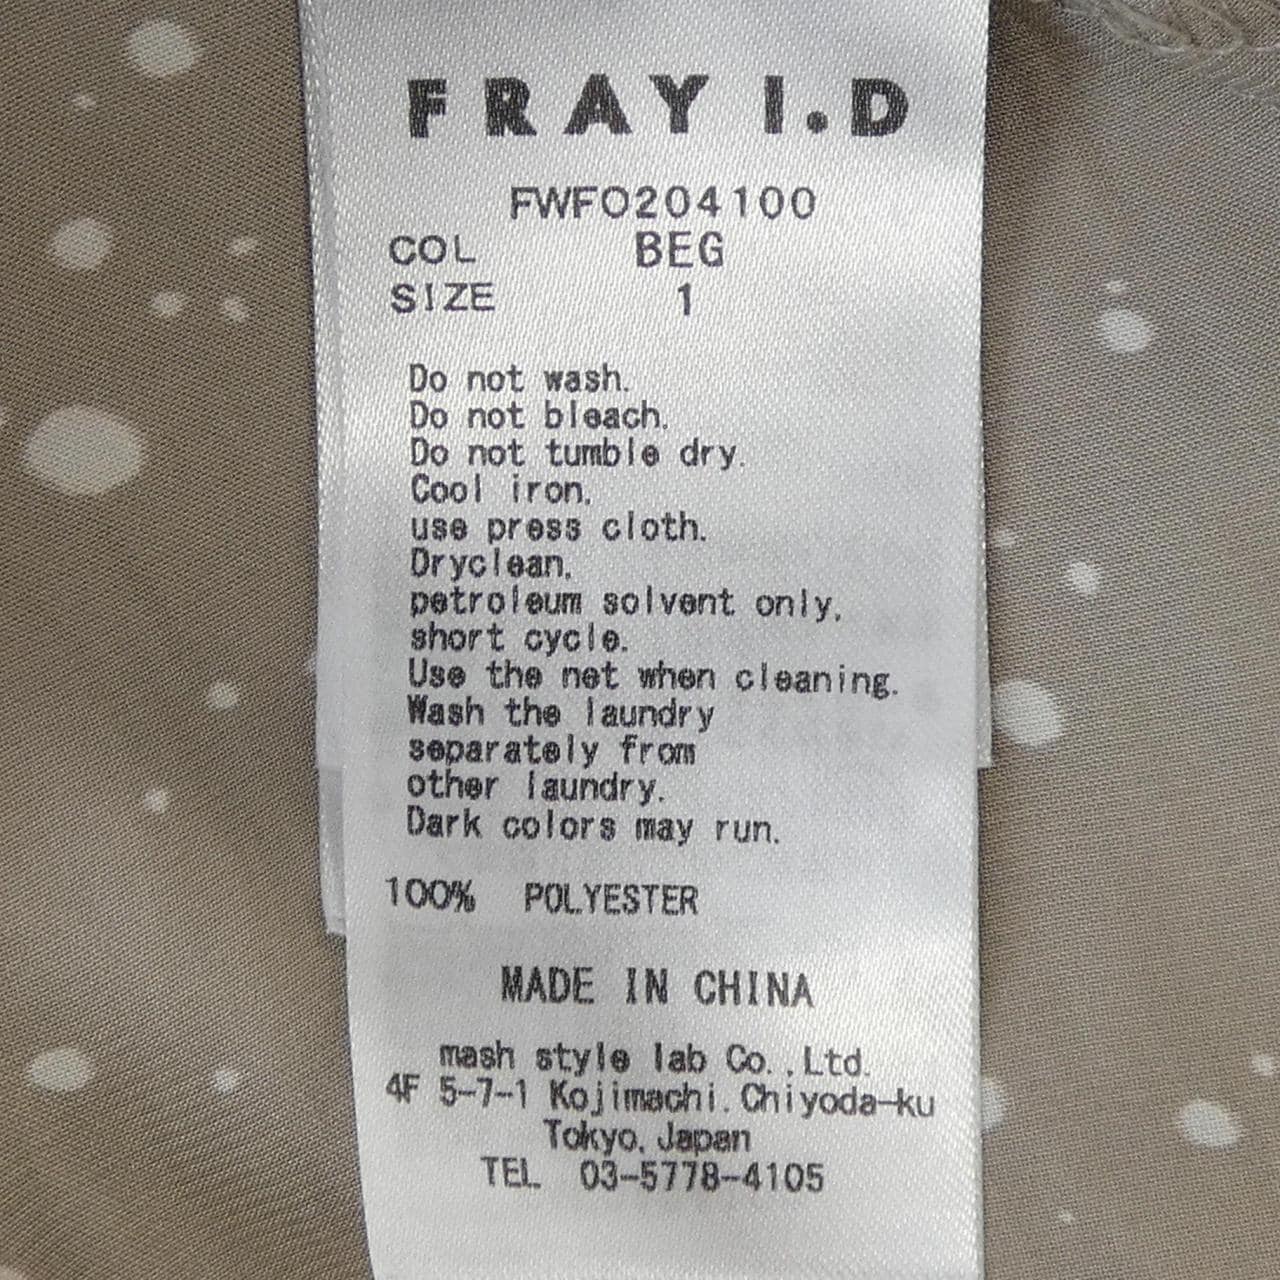 FRAY I.D
FWFO204100
COL BEG
SIZE 1
Do not wash.
Do not bleach.
Do not tumble dry.
Cool iron.
use press cloth.
Dryclean.
petroleum solvent only.
short cycle.
Use the net when cleaning.
Wash the laundry
separately from
other laundry.
Dark colors may run.
100% POLYESTER
MADE IN CHINA
mash style lab Co.,Ltd.
4F 5-7-1 Kojimachi.Chiyoda-ku
Tokyo.Japan
TEL 03-5778-4105